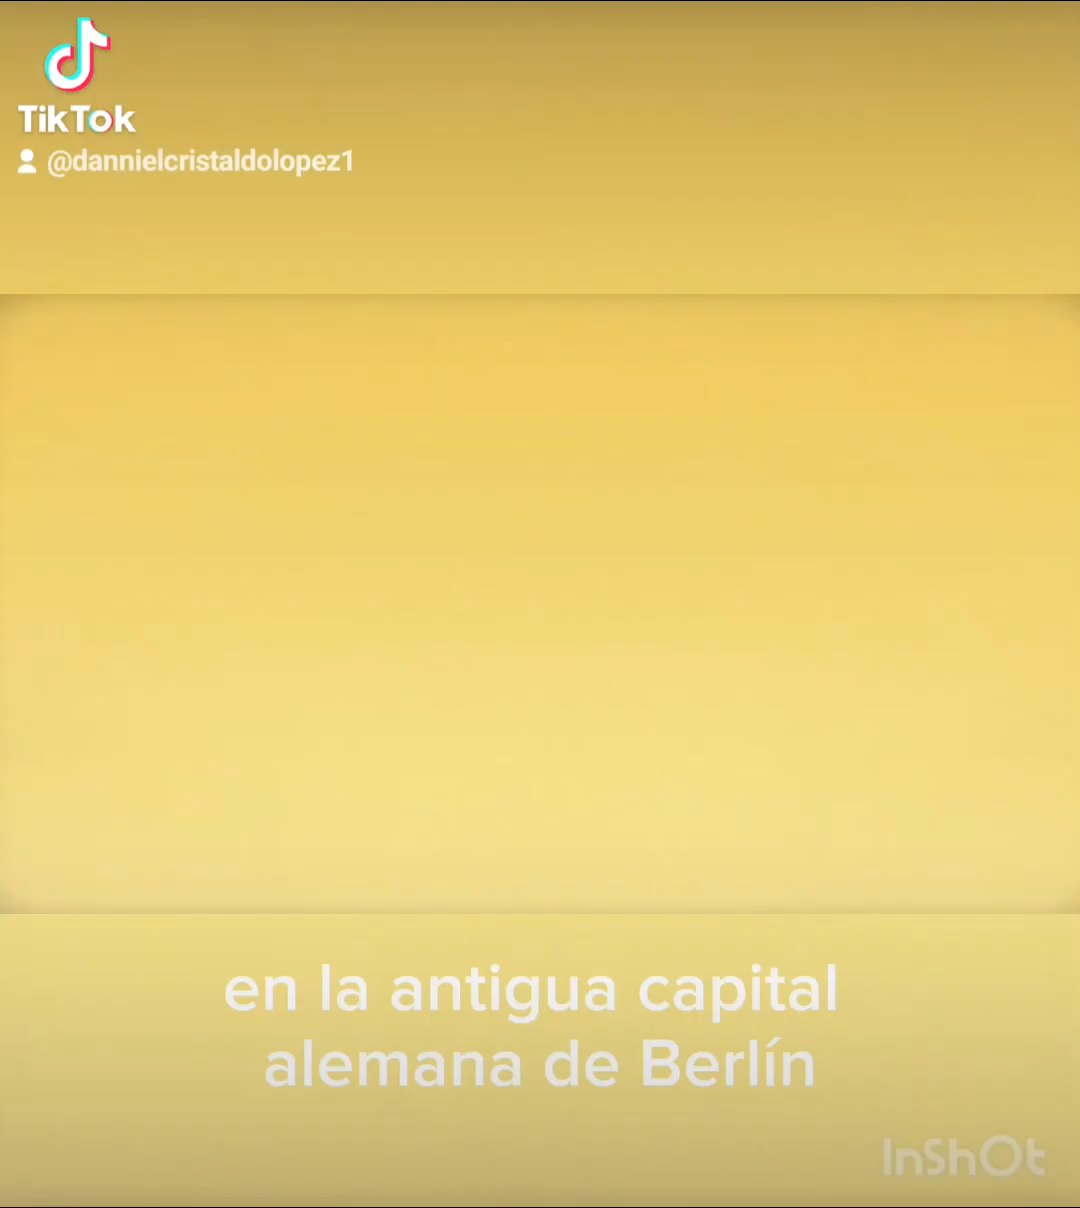 TikTok
@dannielcristaldolopez1
en la antigua capital
alemana de Berlín
InShOt